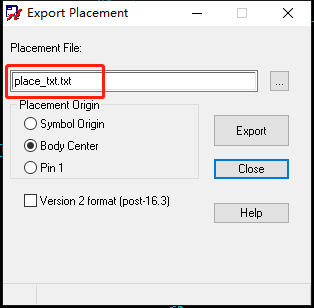 Export Placement
Placement File:
place_txt.txt
...
Placement Origin
Symbol Origin
Body Center
Pin 1
Export
Close
Version 2 format (post-16.3)
Help